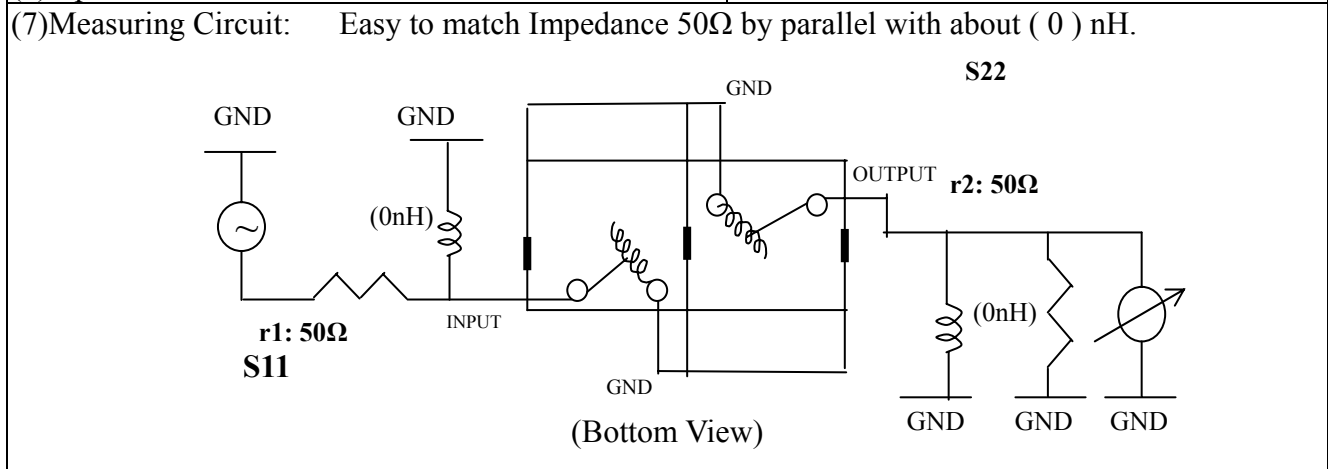 (7)Measuring Circuit: Easy to match Impedance 50Ω by parallel with about ( 0 ) nH.
S22
GND
GND
GND
OUTPUT
r2: 50Ω
(0nH)
(0nH)
INPUT
r1: 50Ω
S11
GND
GND
GND
GND
(Bottom View)